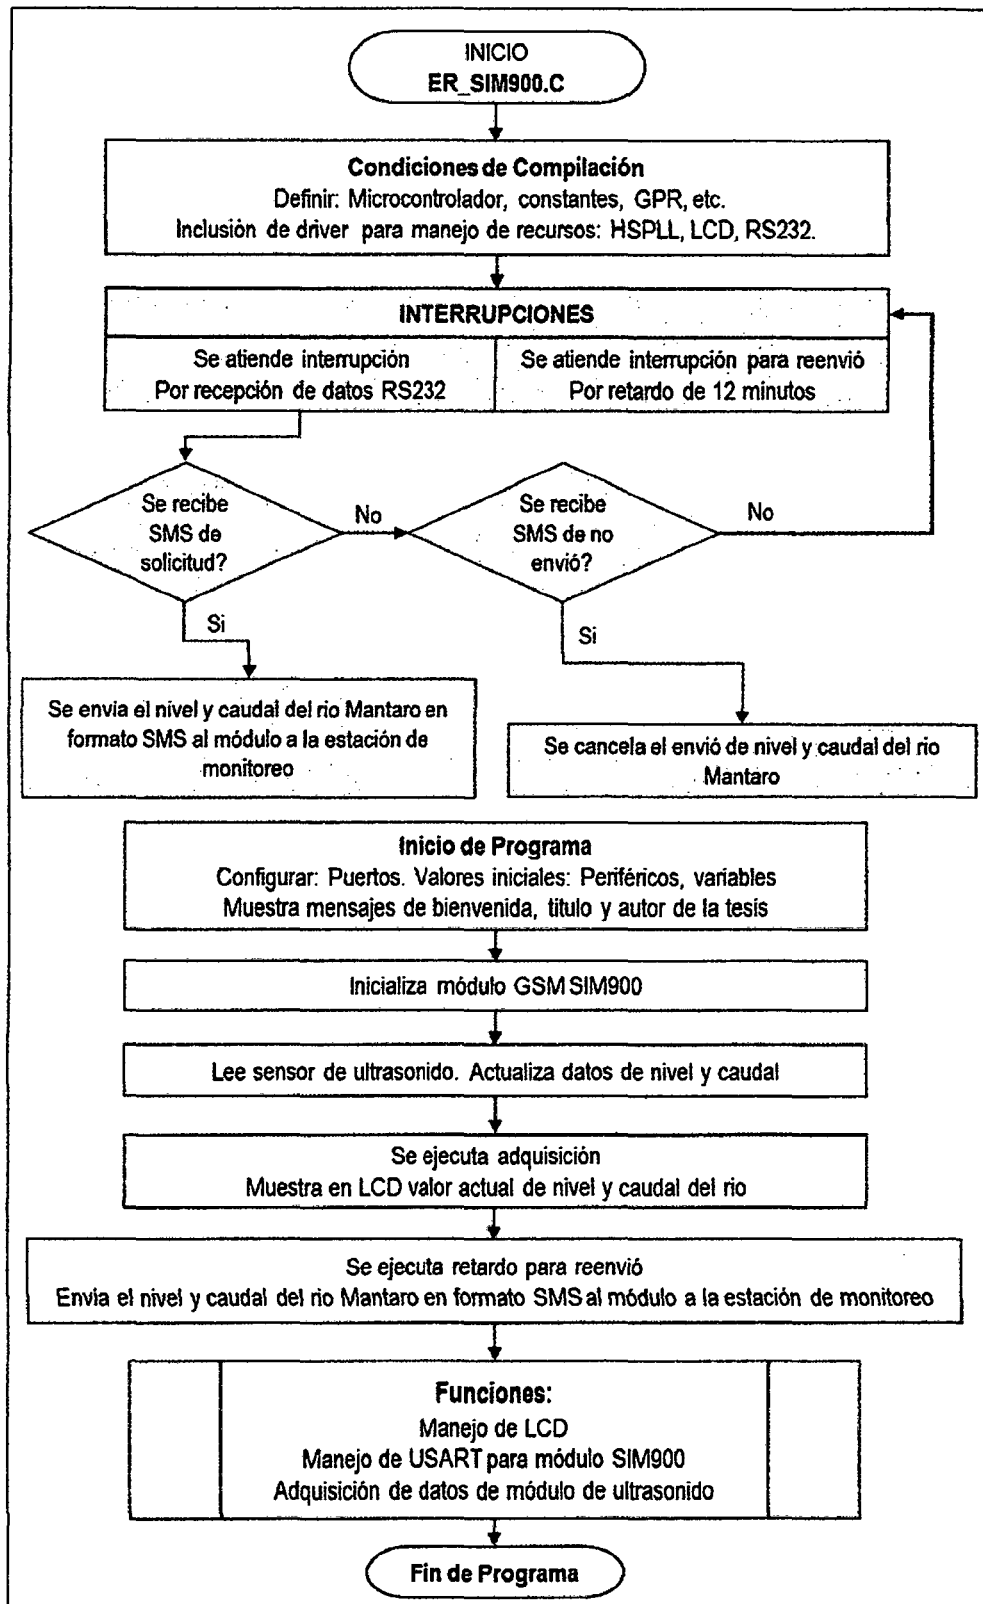 INICIO
ER_SIM900.C
Condiciones de Compilación
Definir: Microcontrolador, constantes, GPR, etc.
Inclusión de driver para manejo de recursos: HSPLL, LCD, RS232.
INTERRUPCIONES
Se atiende interrupción
Por recepción de datos RS232
Se atiende interrupción para reenvió
Por retardo de 12 minutos
Se recibe
SMS de
solicitud?
No
Se recibe
SMS de no
envió?
No
Si
Si
Se envia el nivel y caudal del rio Mantaro en
formato SMS al módulo a la estación de
monitoreo
Se cancela el envió de nivel y caudal del rio
Mantaro
Inicio de Programa
Configurar: Puertos. Valores iniciales: Periféricos, variables
Muestra mensajes de bienvenida, titulo y autor de la tesis
Inicializa módulo GSM SIM900
Lee sensor de ultrasonido. Actualiza datos de nivel y caudal
Se ejecuta adquisición
Muestra en LCD valor actual de nivel y caudal del rio
Se ejecuta retardo para reenvió
Envia el nivel y caudal del rio Mantaro en formato SMS al módulo a la estación de monitoreo
Funciones:
Manejo de LCD
Manejo de USART para módulo SIM900
Adquisición de datos de módulo de ultrasonido
Fin de Programa